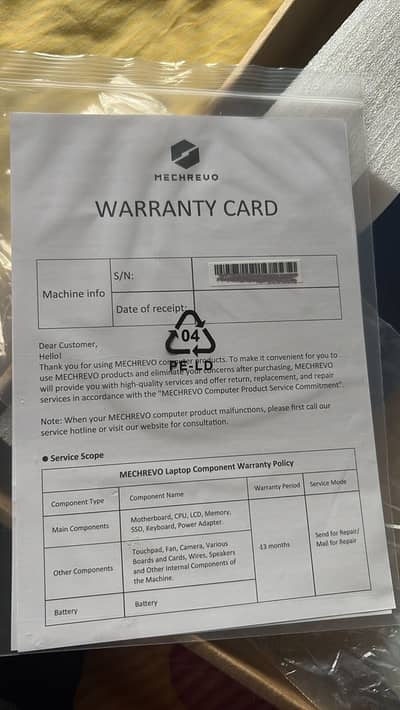 MECHREVO
WARRANTY CARD
Machine info
S/N:
Date of receipt:
04
PE-LD
Dear Customer,
Hello!
Thank you for using MECHREVO computer products. To make it convenient for you to
use MECHREVO products and eliminate your concerns after purchasing, MECHREVO
will provide you with high-quality services and offer return, replacement, and repair
services in accordance with the "MECHREVO Computer Product Service Commitment".
Note: When your MECHREVO computer product malfunctions, please first call our
service hotline or visit our website for consultation.
● Service Scope
MECHREVO Laptop Component Warranty Policy
Component Type Component Name Warranty Period Service Mode
Main Components
Motherboard, CPU, LCD, Memory,
SSD, Keyboard, Power Adapter.
Other Components
Touchpad, Fan, Camera, Various
Boards and Cards, Wires, Speakers
and Other Internal Components of
the Machine.
Battery
Battery
13 months
Send for Repair/
Mail for Repair